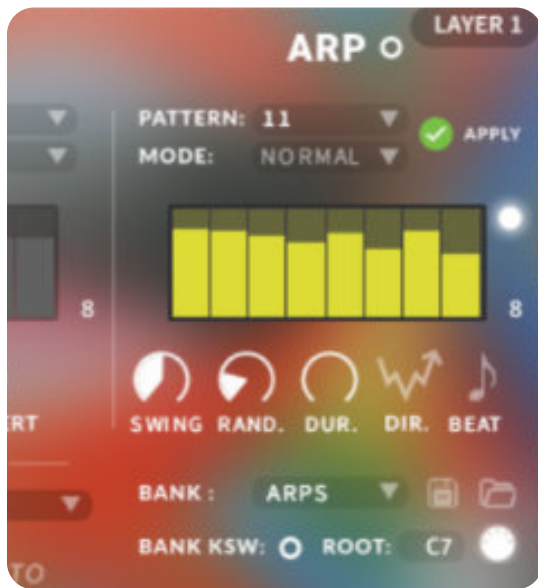 LAYER 1
ARP
PATTERN: 11
APPLY
MODE: NORMAL
8
8
ERT
SWING RAND. DUR. DIR. BEAT
BANK : ARPS
BANK KSW: ROOT: C7
TO